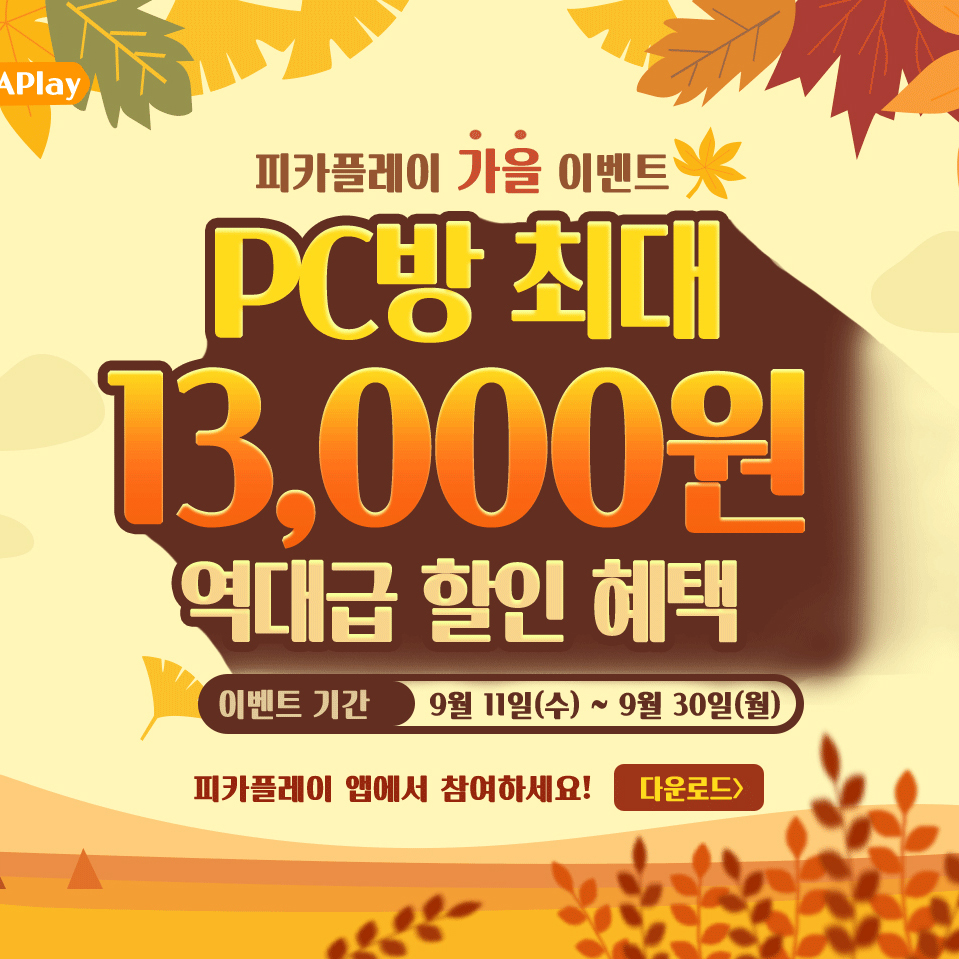 APlay
피카플레이 가을 이벤트
PC방 최대
13,000원
역대급 할인 혜택
이벤트 기간 9월 11일(수) ~ 9월 30일(월)
피카플레이 앱에서 참여하세요! 다운로드>